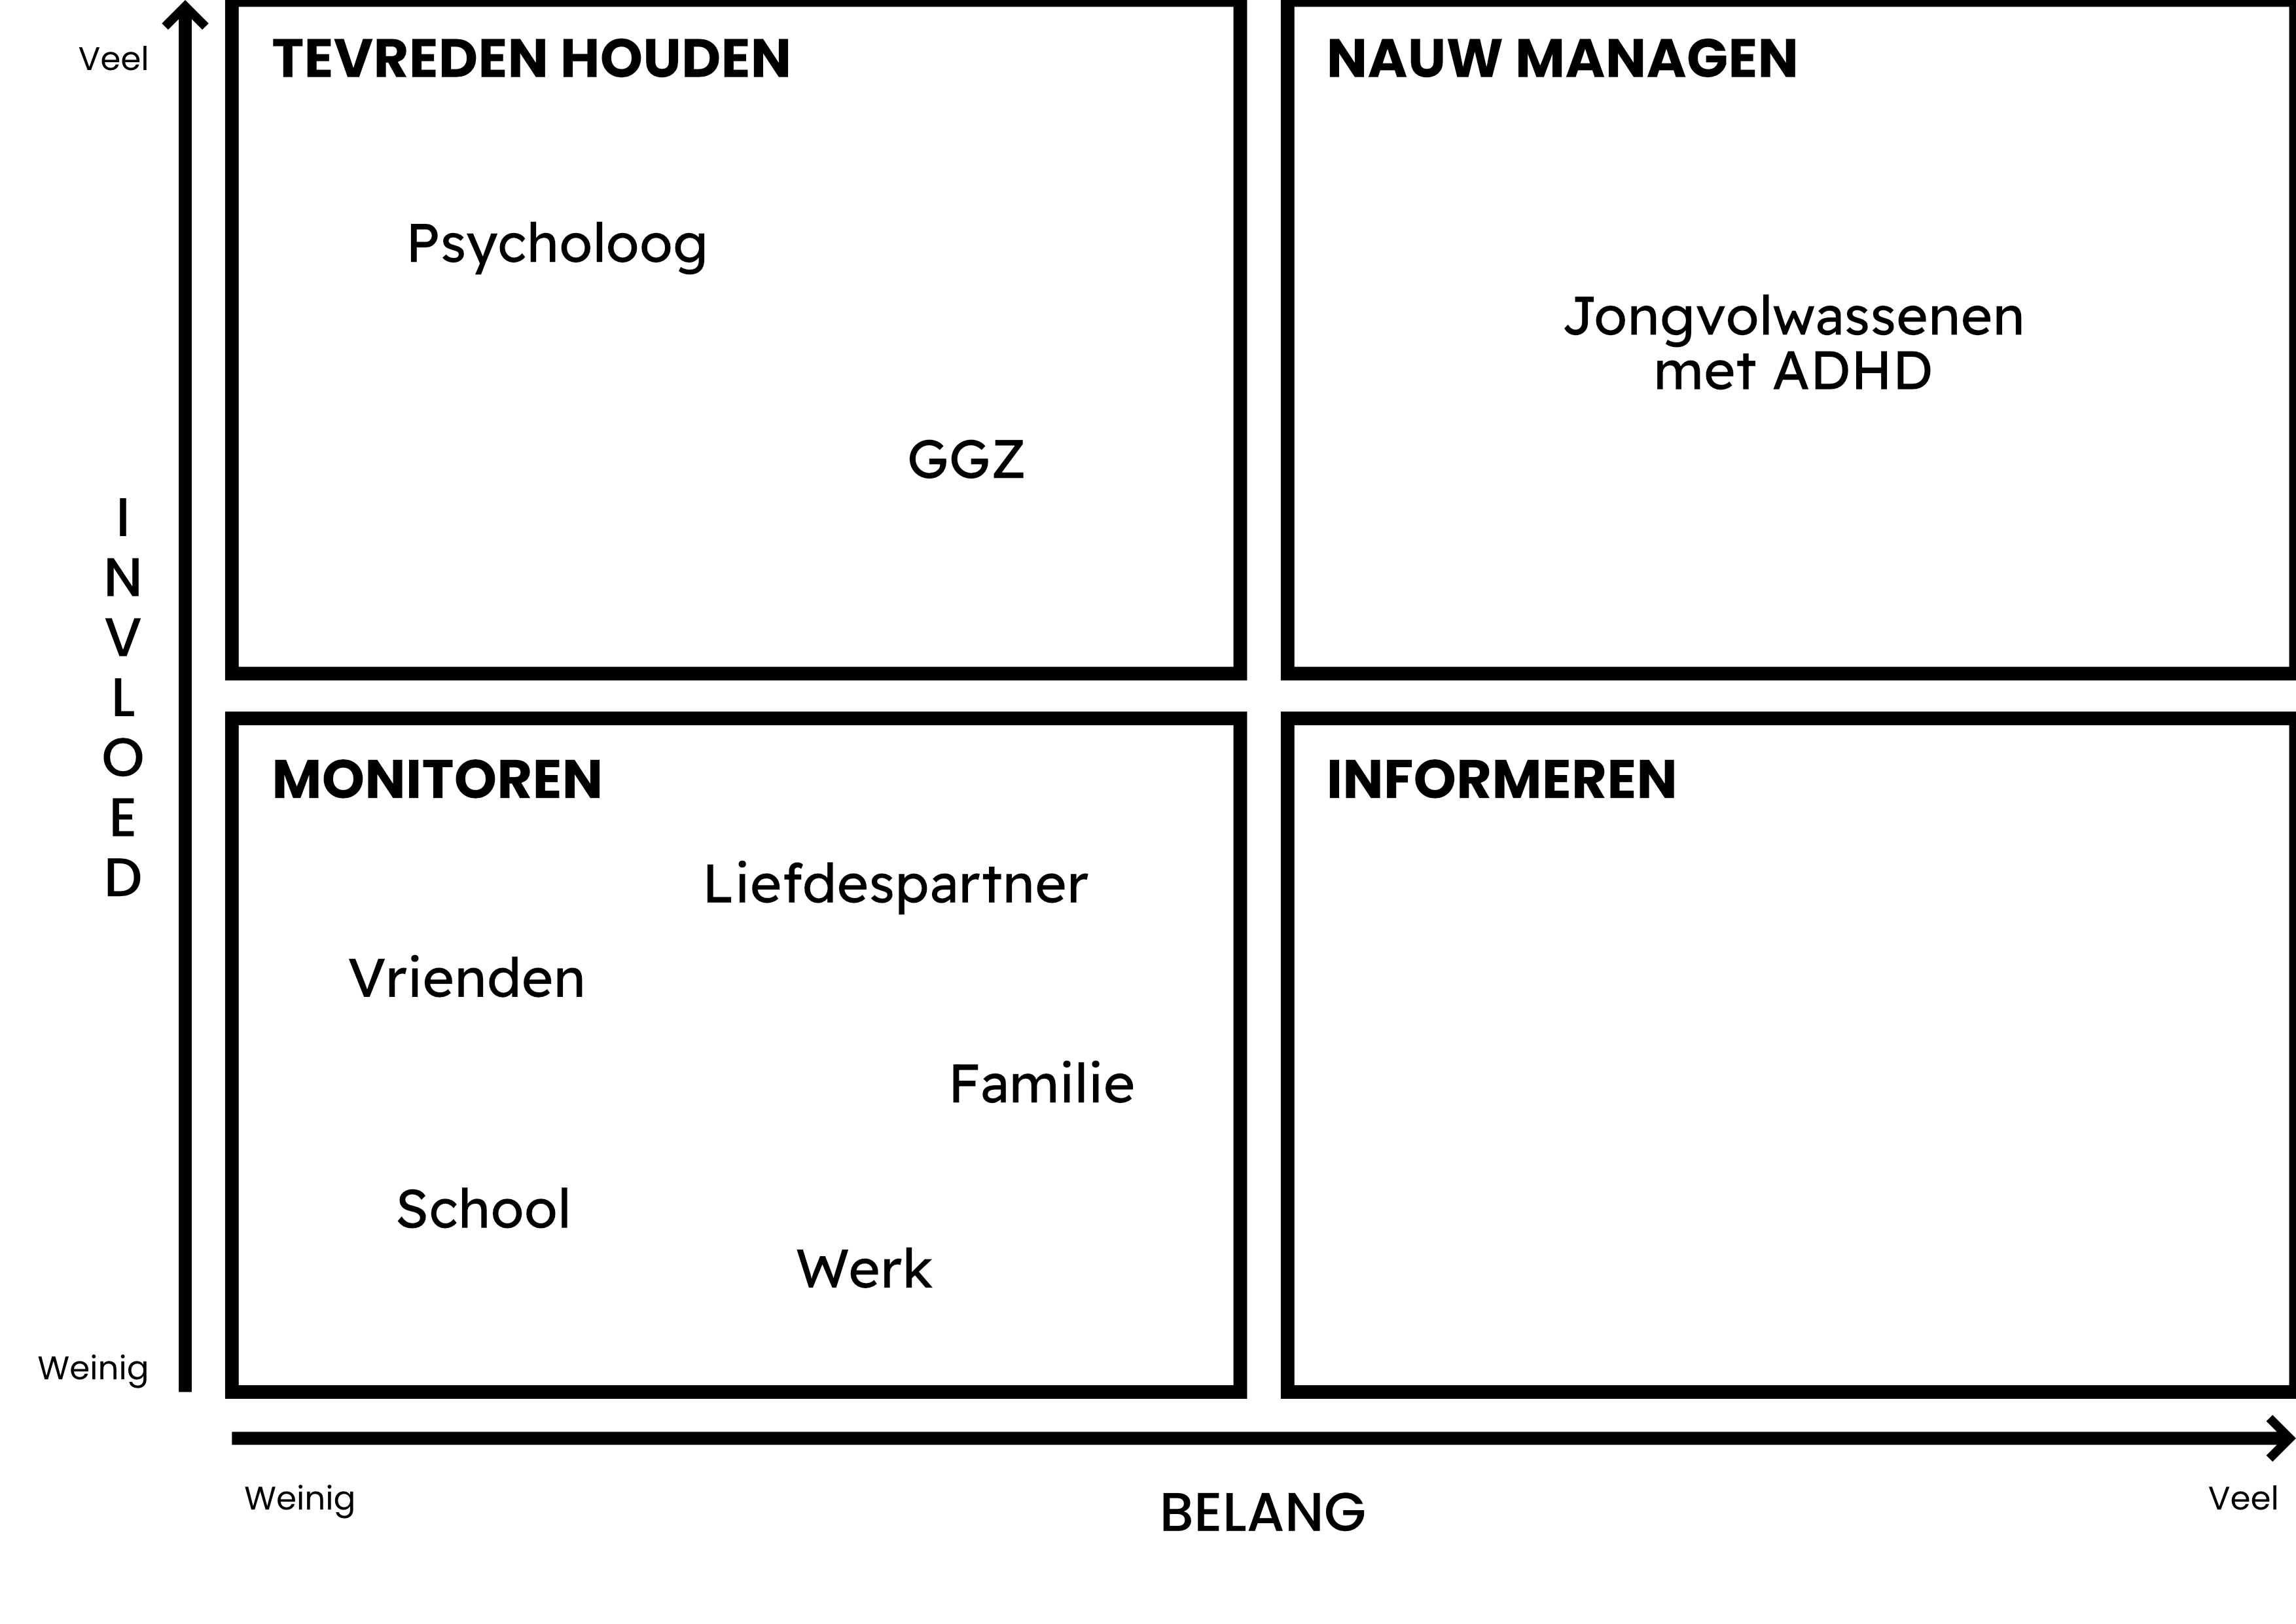 Veel
TEVREDEN HOUDEN
Psycholoog
GGZ
NAUW MANAGEN
Jongvolwassenen
met ADHD
INVLOED
MONITOREN
Liefdespartner
Vrienden
Familie
School
Werk
INFORMEREN
Weinig
Weinig
BELANG
Veel